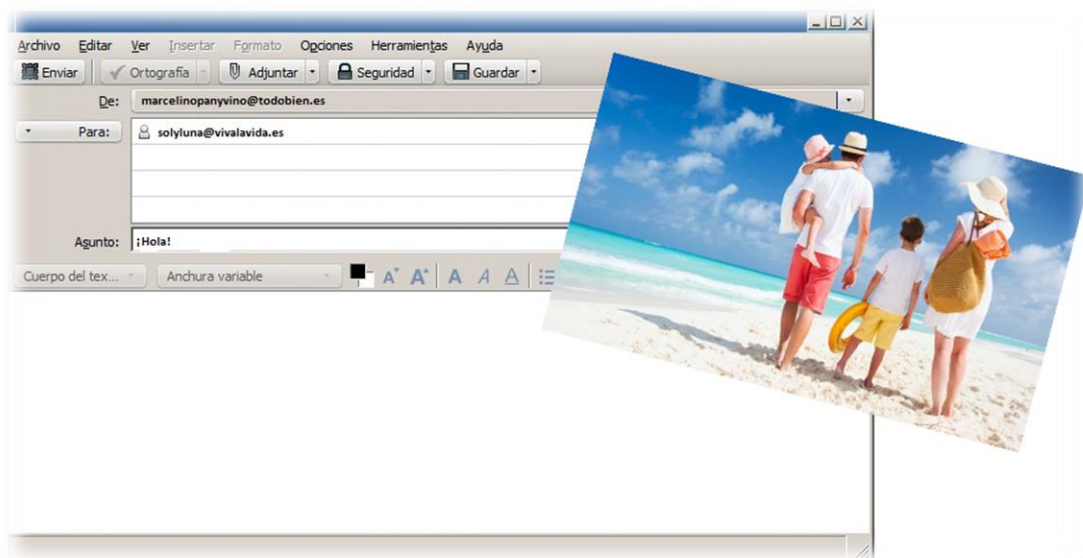 Archivo Editar Ver Insertar Formato Opciones Herramientas Ayuda
Enviar Ortografía Adjuntar Seguridad Guardar
De: marcelinopanyvino@todobien.es
Para: solyluna@vivalavida.es
Asunto: ¡Hola!
Cuerpo del tex... Anchura variable A A A A A